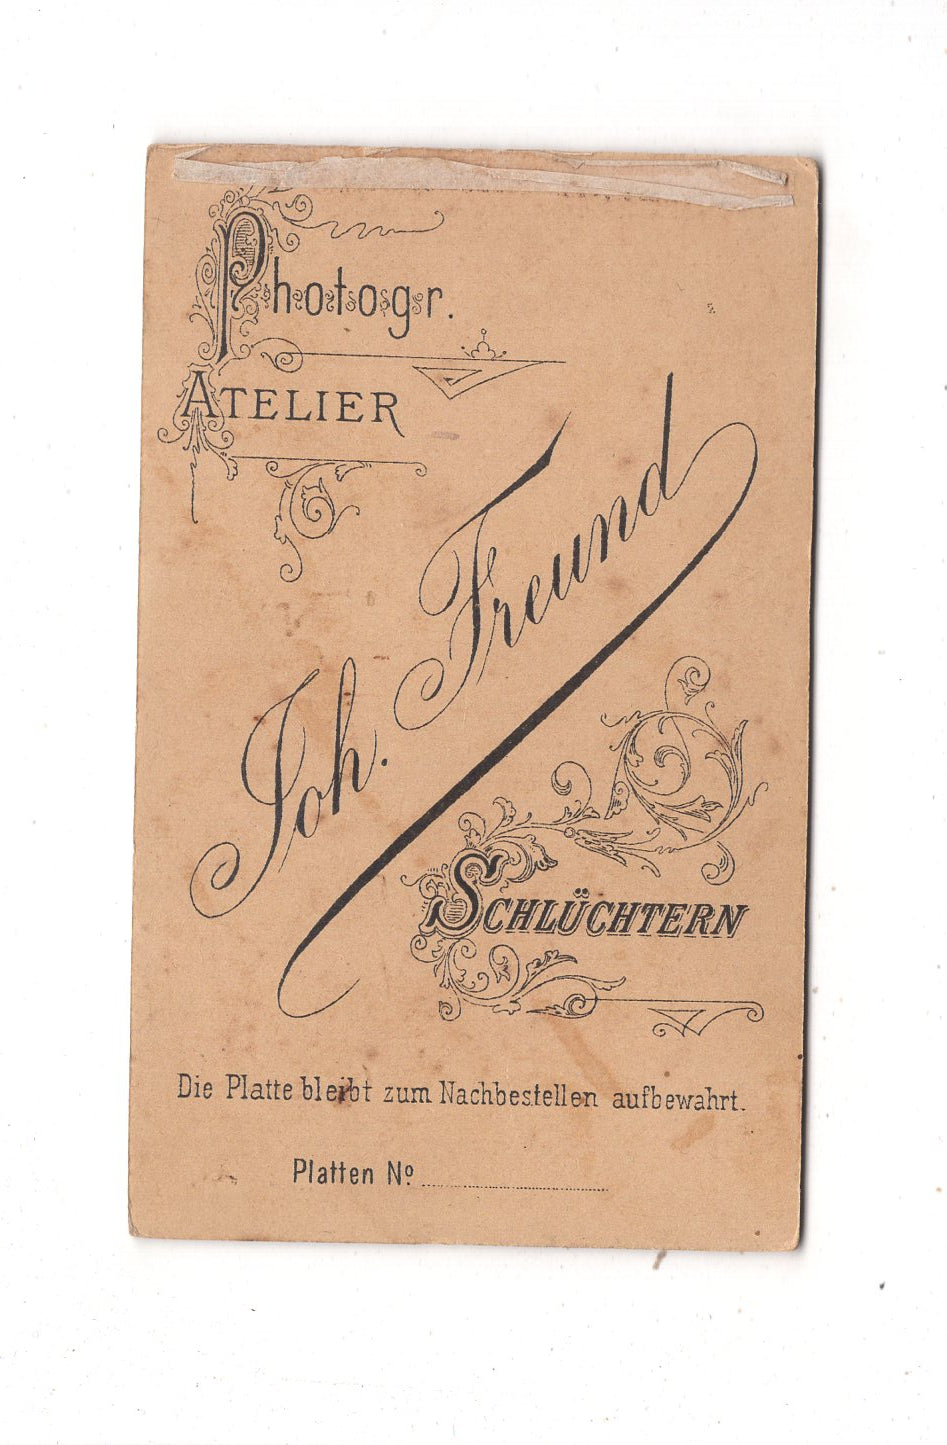 Photogr.
ATELIER
Joh. Freund
SCHLÜCHTERN
Die Platte bleibt zum Nachbestellen aufbewahrt.
Platten Nº